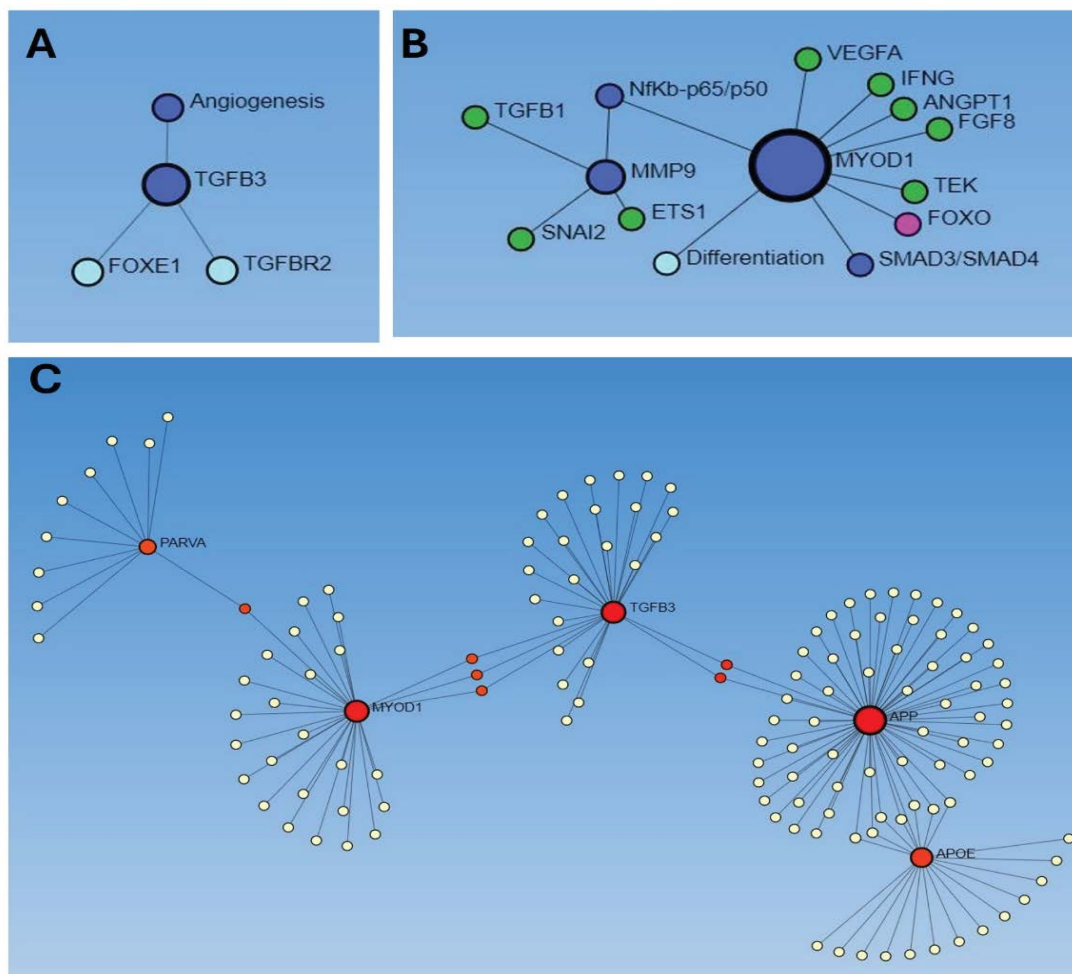 A
Angiogenesis
TGFB3
FOXE1
TGFBR2
B
VEGFA
NfKb-p65/p50
IFNG
TGFB1
ANGPT1
FGF8
MYOD1
MMP9
TEK
ETS1
FOXO
SNAI2
Differentiation
SMAD3/SMAD4
C
PARVA
TGFB3
MYOD1
APP
APOE